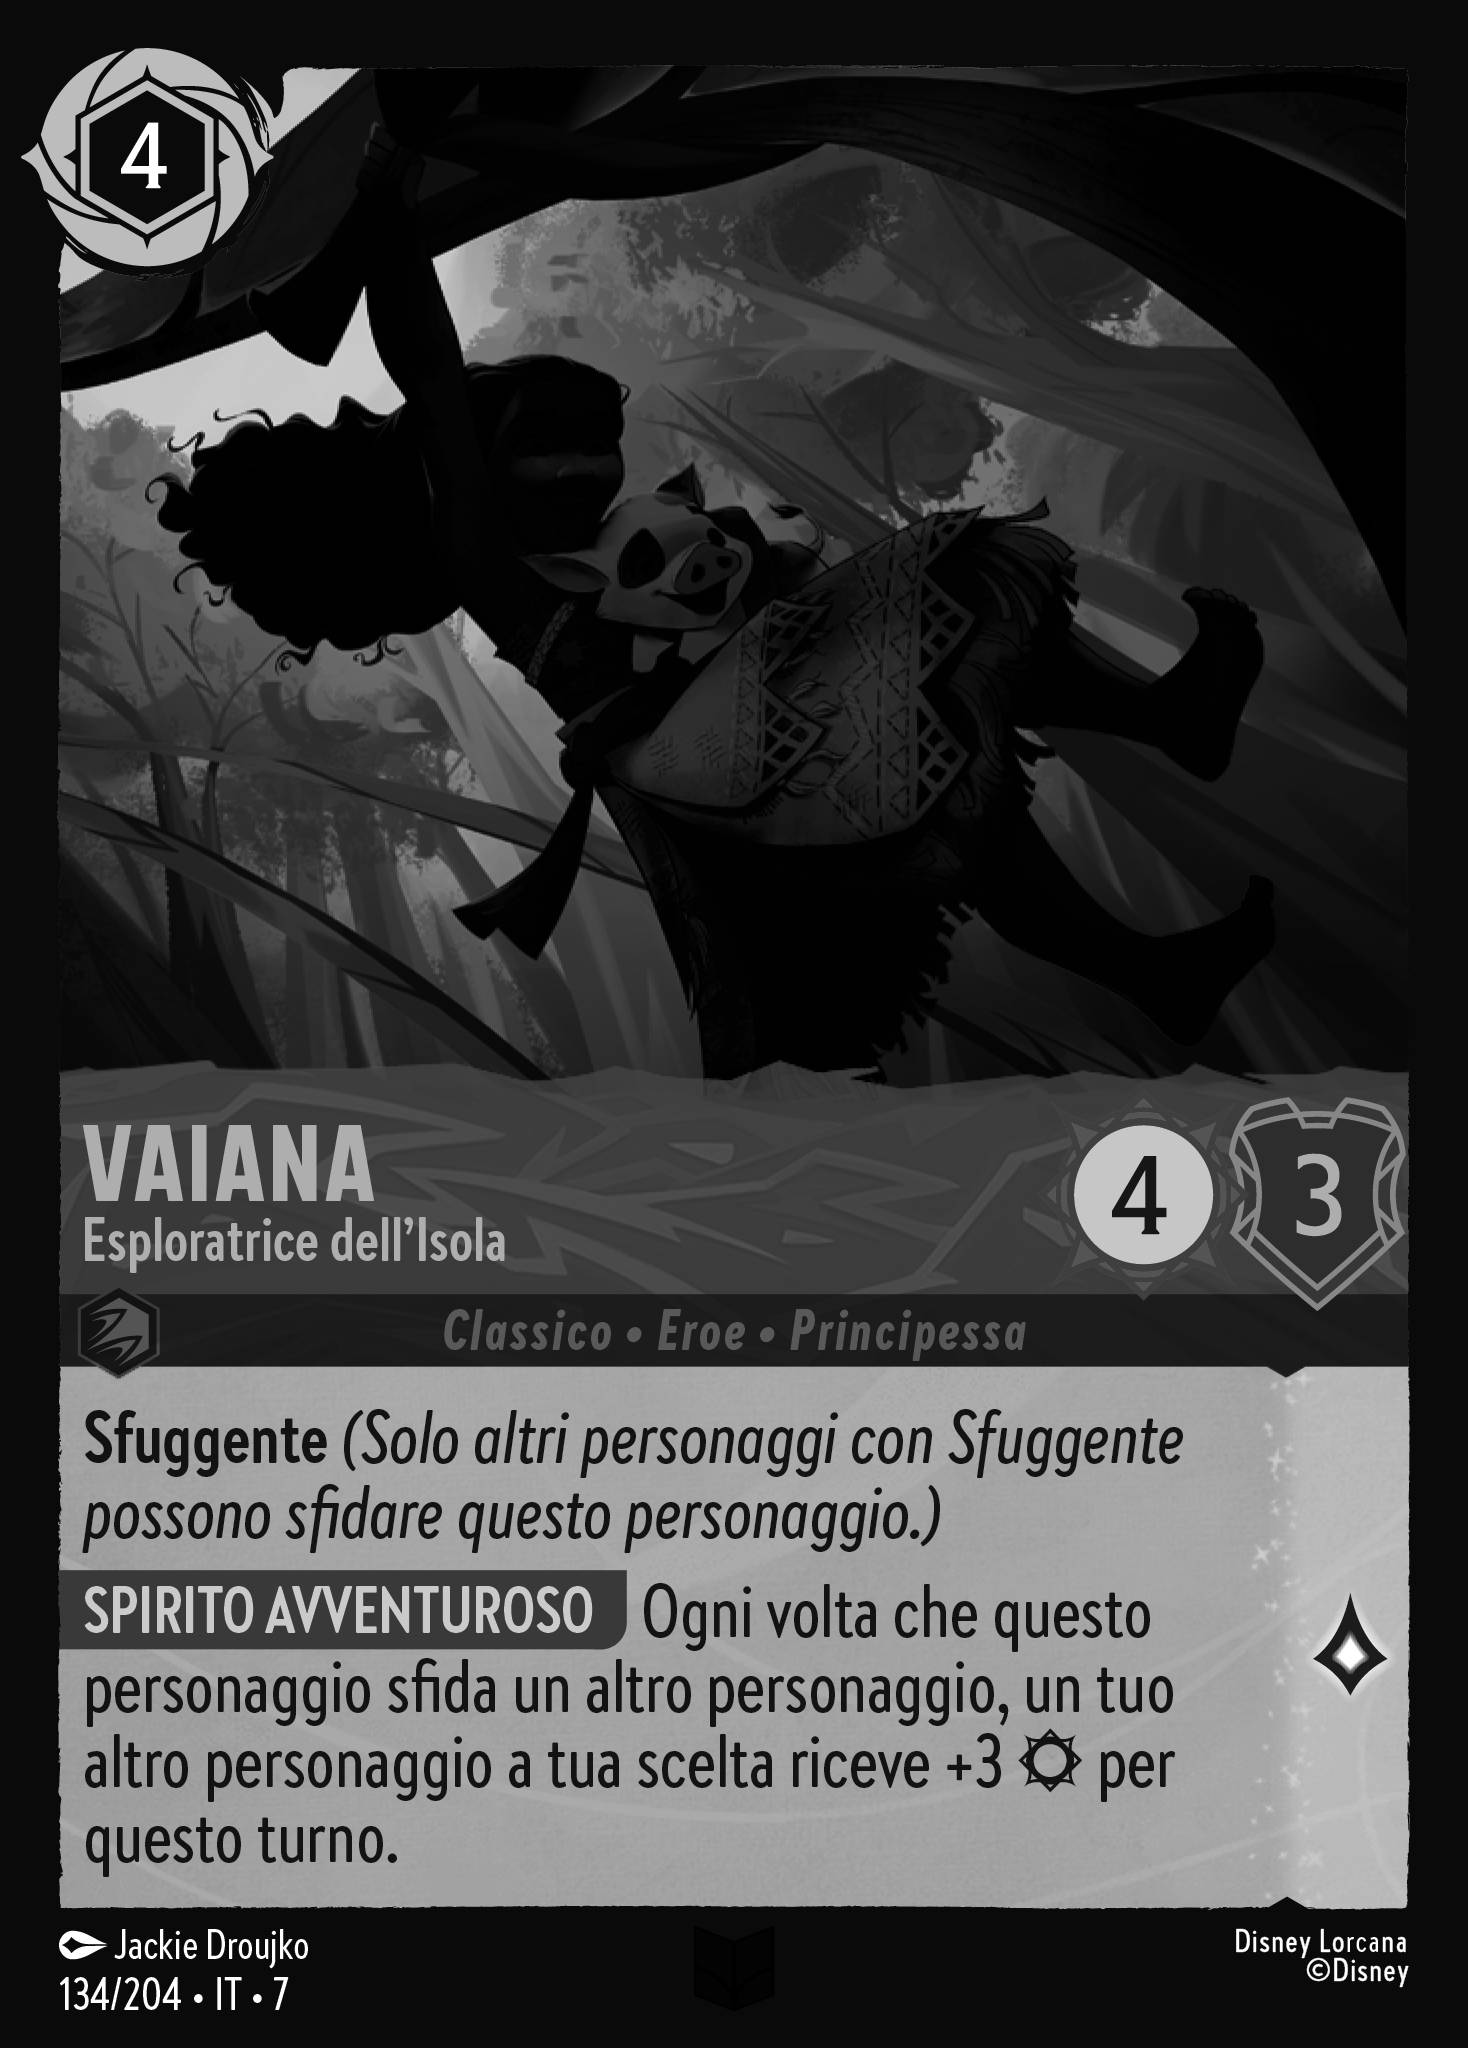 4
VAIANA
Esploratrice dell'Isola
4
3
Classico • Eroe • Principessa
Sfuggente (Solo altri personaggi con Sfuggente
possono sfidare questo personaggio.)
SPIRITO AVVENTUROSO Ogni volta che questo
personaggio sfida un altro personaggio, un tuo
altro personaggio a tua scelta riceve +3 per
questo turno.
Jackie Droujko
134/204 • IT • 7
Disney Lorcana
©Disney